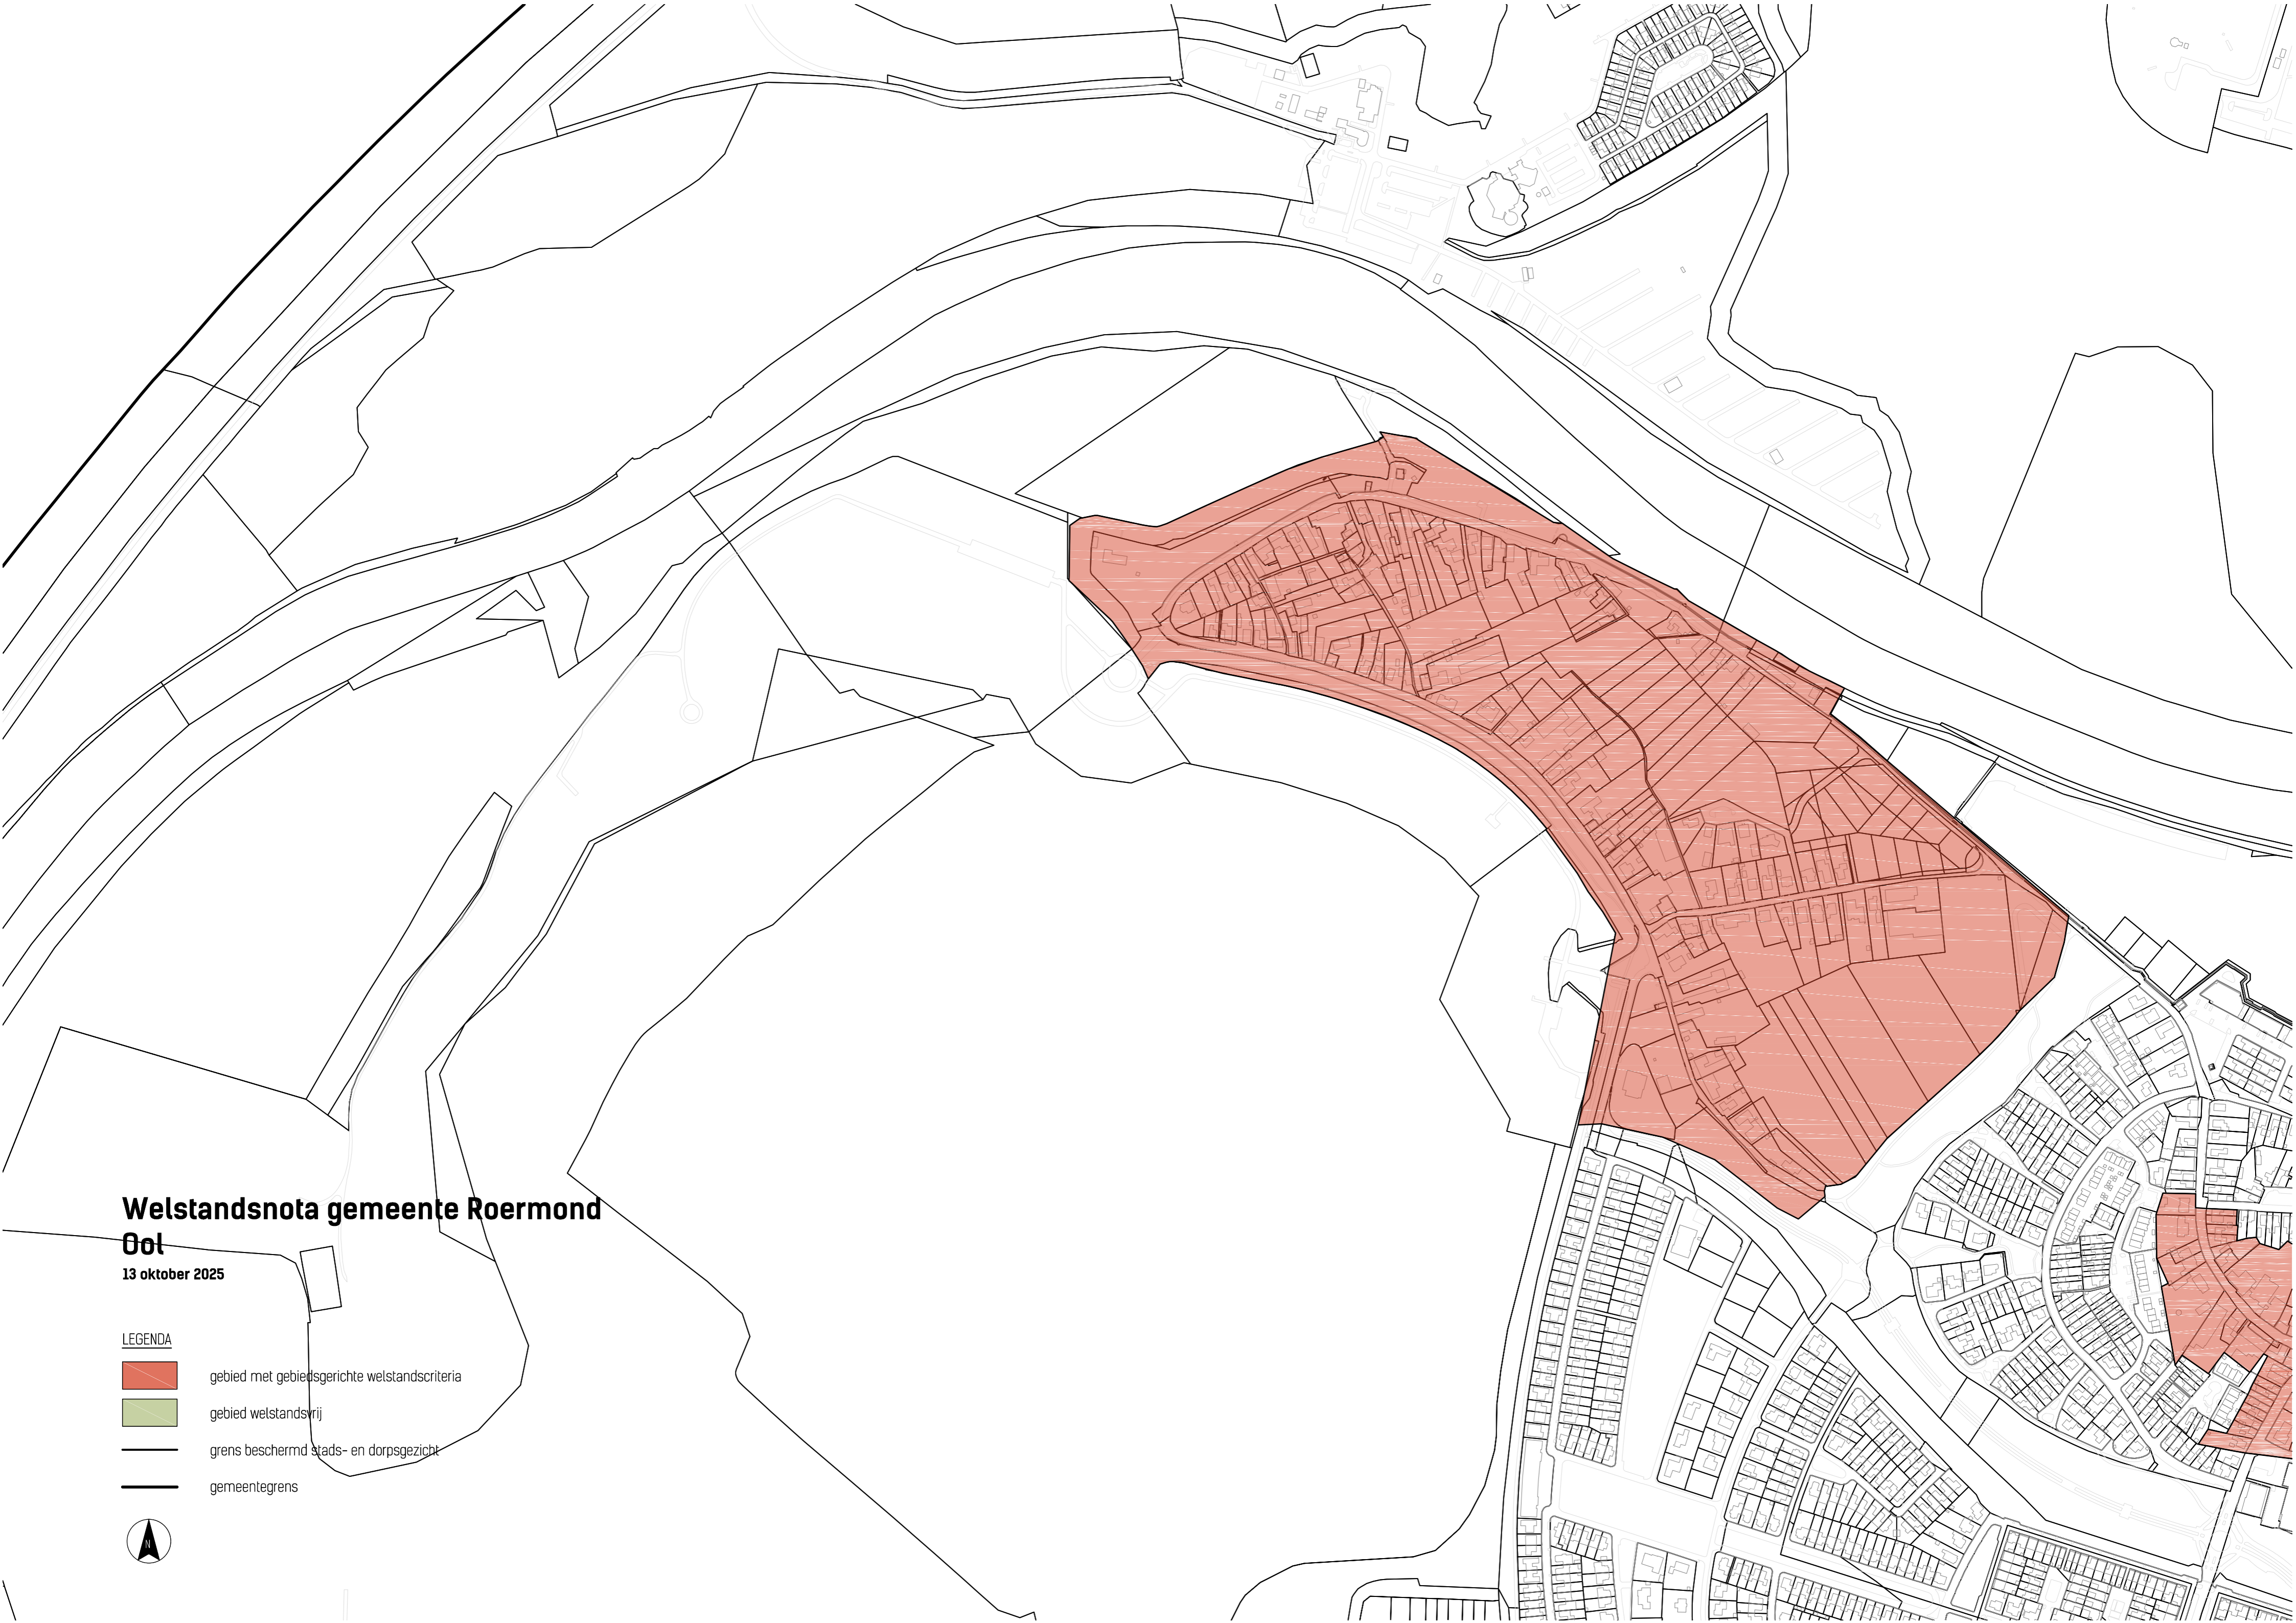 Welstandsnota gemeente Roermond
Ool
13 oktober 2025
LEGENDA
gebied met gebiedsgerichte welstandscriteria
gebied welstandsvrij
grens beschermd stads- en dorpsgezicht
gemeentegrens
N